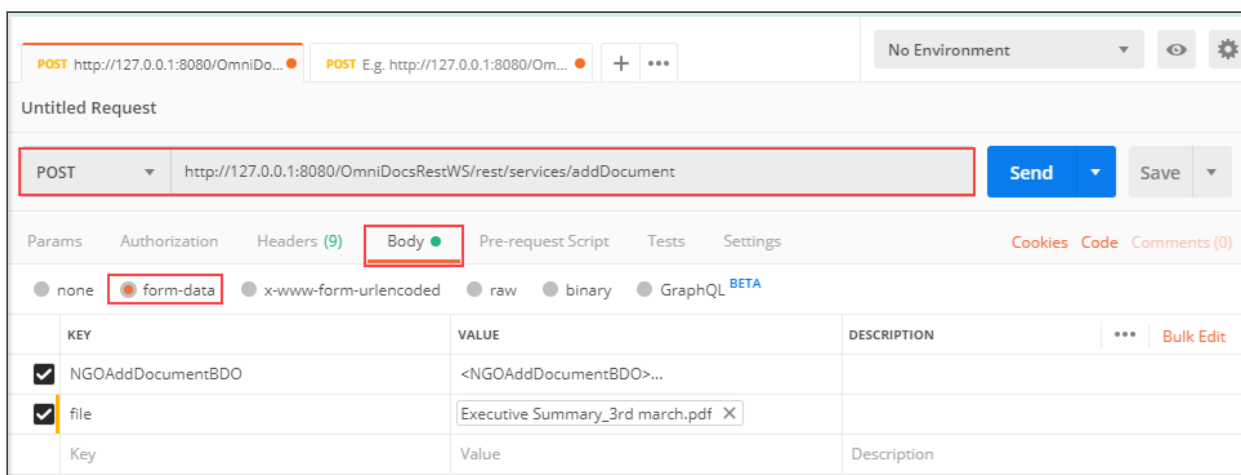 POST http://127.0.0.1:8080/OmniDo... POST E.g. http://127.0.0.1:8080/Om... + ••• No Environment
Untitled Request
POST http://127.0.0.1:8080/OmniDocsRestWS/rest/services/addDocument Send Save
Params Authorization Headers (9) Body Pre-request Script Tests Settings Cookies Code Comments (0)
none form-data x-www-form-urlencoded raw binary GraphQL BETA
KEY VALUE DESCRIPTION ••• Bulk Edit
NGOAddDocumentBDO <NGOAddDocumentBDO>...
file Executive Summary_3rd march.pdf X
Key Value Description